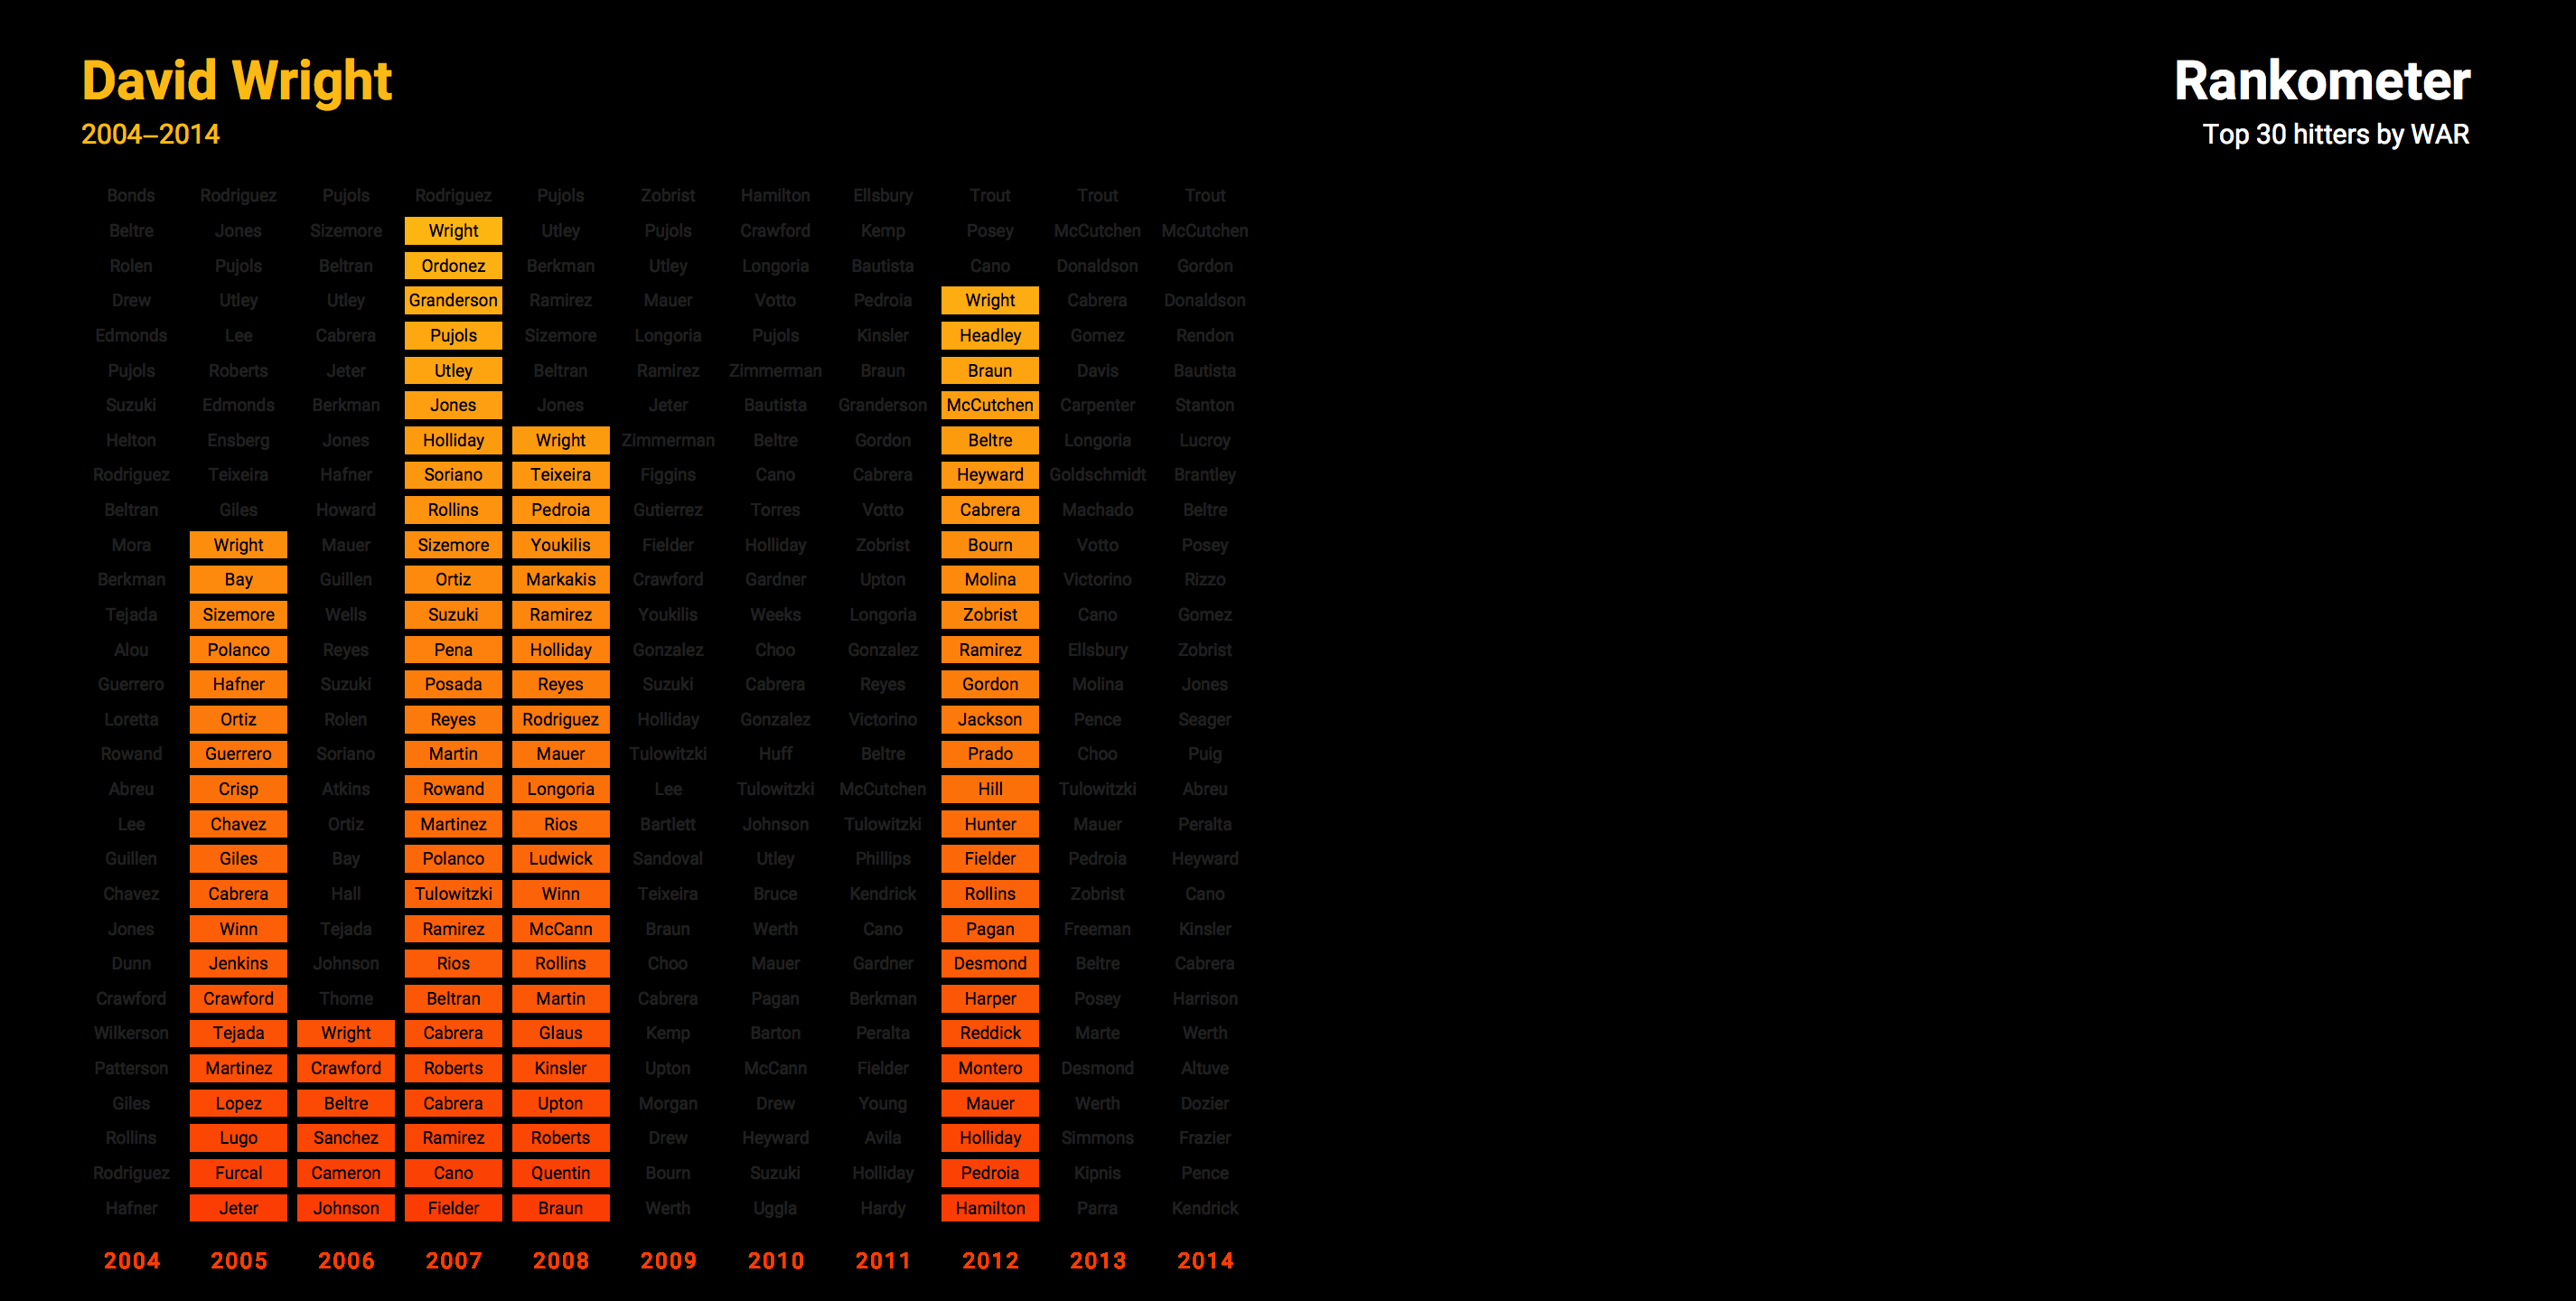 David Wright
Rankometer
2004–2014
Top 30 hitters by WAR
Bonds Rodriguez Pujols Rodriguez Pujols Zobrist Hamilton Ellsbury Trout Trout Trout
Beltre Jones Sizemore Wright Utley Pujols Crawford Kemp Posey McCutchen McCutchen
Rolen Pujols Beltran Ordonez Berkman Utley Longoria Bautista Cano Donaldson Gordon
Drew Utley Utley Granderson Ramirez Mauer Votto Pedroia Wright Cabrera Donaldson
Edmonds Lee Cabrera Pujols Sizemore Longoria Pujols Kinsler Headley Gomez Rendon
Pujols Roberts Jeter Utley Beltran Ramirez Zimmerman Braun Braun Davis Bautista
Suzuki Edmonds Berkman Jones Jones Jeter Bautista Granderson McCutchen Carpenter Stanton
Helton Ensberg Jones Holliday Wright Zimmerman Beltre Gordon Beltre Longoria Lucroy
Rodriguez Teixeira Hafner Soriano Teixeira Figgins Cano Cabrera Heyward Goldschmidt Brantley
Beltran Giles Howard Rollins Pedroia Gutierrez Torres Votto Cabrera Machado Beltre
Mora Wright Mauer Sizemore Youkilis Fielder Holliday Zobrist Bourn Votto Posey
Berkman Bay Guillen Ortiz Markakis Crawford Gardner Upton Molina Victorino Rizzo
Tejada Sizemore Wells Suzuki Ramirez Youkilis Weeks Longoria Zobrist Cano Gomez
Alou Polanco Reyes Pena Holliday Gonzalez Choo Gonzalez Ramirez Ellsbury Zobrist
Guerrero Hafner Suzuki Posada Reyes Suzuki Cabrera Reyes Gordon Molina Jones
Loretta Ortiz Rolen Reyes Rodriguez Holliday Gonzalez Victorino Jackson Pence Seager
Rowand Guerrero Soriano Martin Mauer Tulowitzki Huff Beltre Prado Choo Puig
Abreu Crisp Atkins Rowand Longoria Lee Tulowitzki McCutchen Hill Tulowitzki Abreu
Lee Chavez Ortiz Martinez Rios Bartlett Johnson Tulowitzki Hunter Mauer Peralta
Guillen Giles Bay Polanco Ludwick Sandoval Utley Phillips Fielder Pedroia Heyward
Chavez Cabrera Hall Tulowitzki Winn Teixeira Bruce Kendrick Rollins Zobrist Cano
Jones Winn Tejada Ramirez McCann Braun Werth Cano Pagan Freeman Kinsler
Dunn Jenkins Johnson Rios Rollins Choo Mauer Gardner Desmond Beltre Cabrera
Crawford Crawford Thome Beltran Martin Cabrera Pagan Berkman Harper Posey Harrison
Wilkerson Tejada Wright Cabrera Glaus Kemp Barton Peralta Reddick Marte Werth
Patterson Martinez Crawford Roberts Kinsler Upton McCann Fielder Montero Desmond Altuve
Giles Lopez Beltre Cabrera Upton Morgan Drew Young Mauer Werth Dozier
Rollins Lugo Sanchez Ramirez Roberts Drew Heyward Avila Holliday Simmons Frazier
Rodriguez Furcal Cameron Cano Quentin Bourn Suzuki Holliday Pedroia Kipnis Pence
Hafner Jeter Johnson Fielder Braun Werth Uggla Hardy Hamilton Parra Kendrick
2004 2005 2006 2007 2008 2009 2010 2011 2012 2013 2014